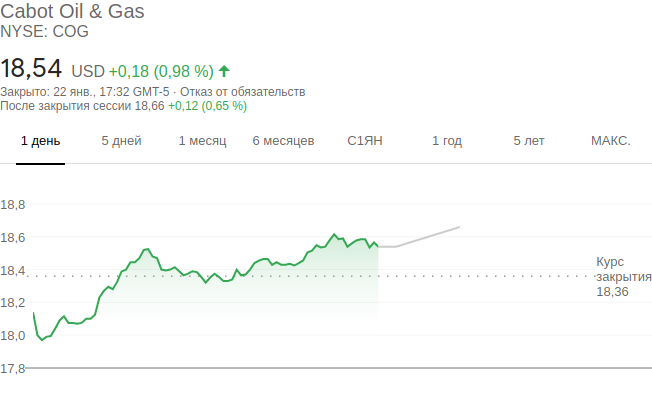 Cabot Oil & Gas
NYSE: COG
18,54 USD +0,18 (0,98 %)
Закрыто: 22 янв., 17:32 GMT-5 · Отказ от обязательств
После закрытия сессии 18,66 +0,12 (0,65 %)
1 день 5 дней 1 месяц 6 месяцев С1ЯН 1 год 5 лет МАКС.
18,8
18,6
18,4
18,2
18,0
17,8
Курс
закрытия
18,36